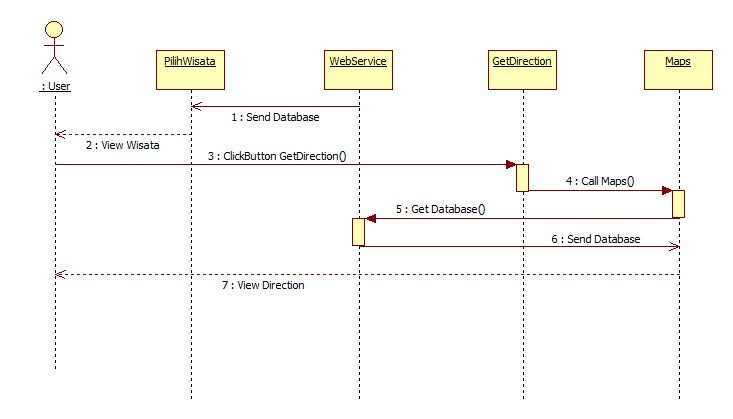 : User
PilihWisata
WebService
GetDirection
Maps
1 : Send Database
2 : View Wisata
3 : ClickButton GetDirection()
4 : Call Maps()
5 : Get Database()
6 : Send Database
7 : View Direction